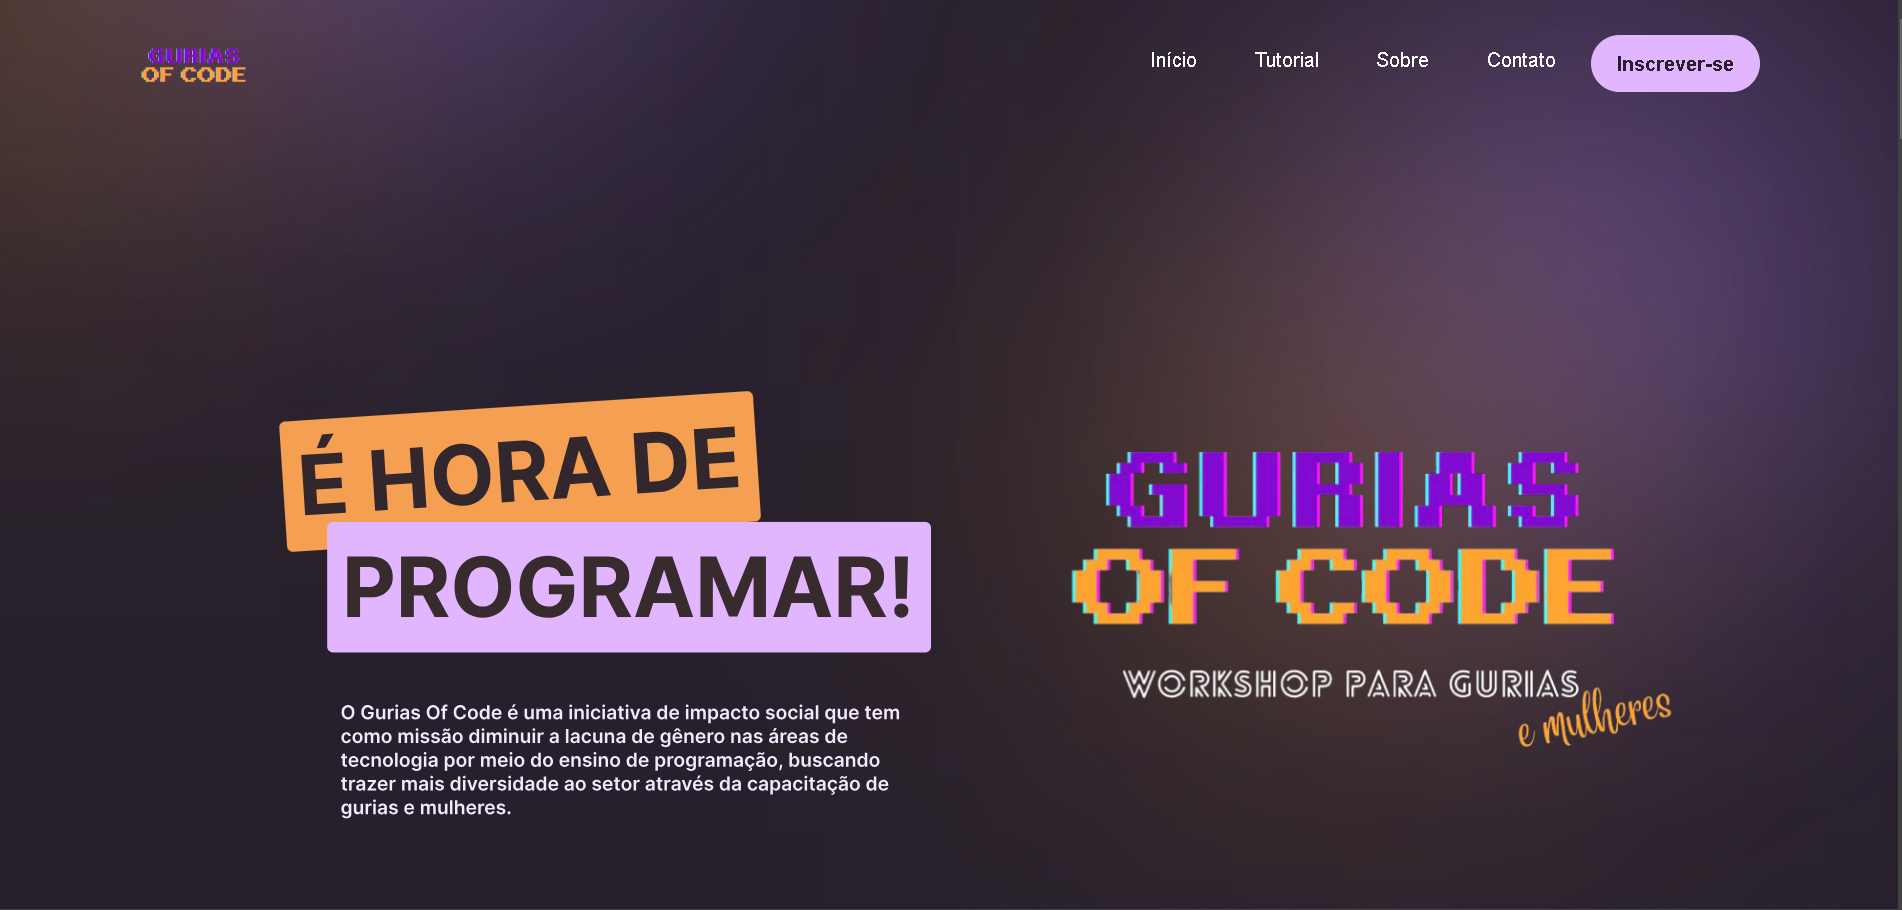 GURIAS
OF CODE
Início
Tutorial
Sobre
Contato
Inscrever-se
É HORA DE
PROGRAMAR!
O Gurias Of Code é uma iniciativa de impacto social que tem
como missão diminuir a lacuna de gênero nas áreas de
tecnologia por meio do ensino de programação, buscando
trazer mais diversidade ao setor através da capacitação de
gurias e mulheres.
GURIAS
OF CODE
WORKSHOP PARA GURIAS
e mulheres